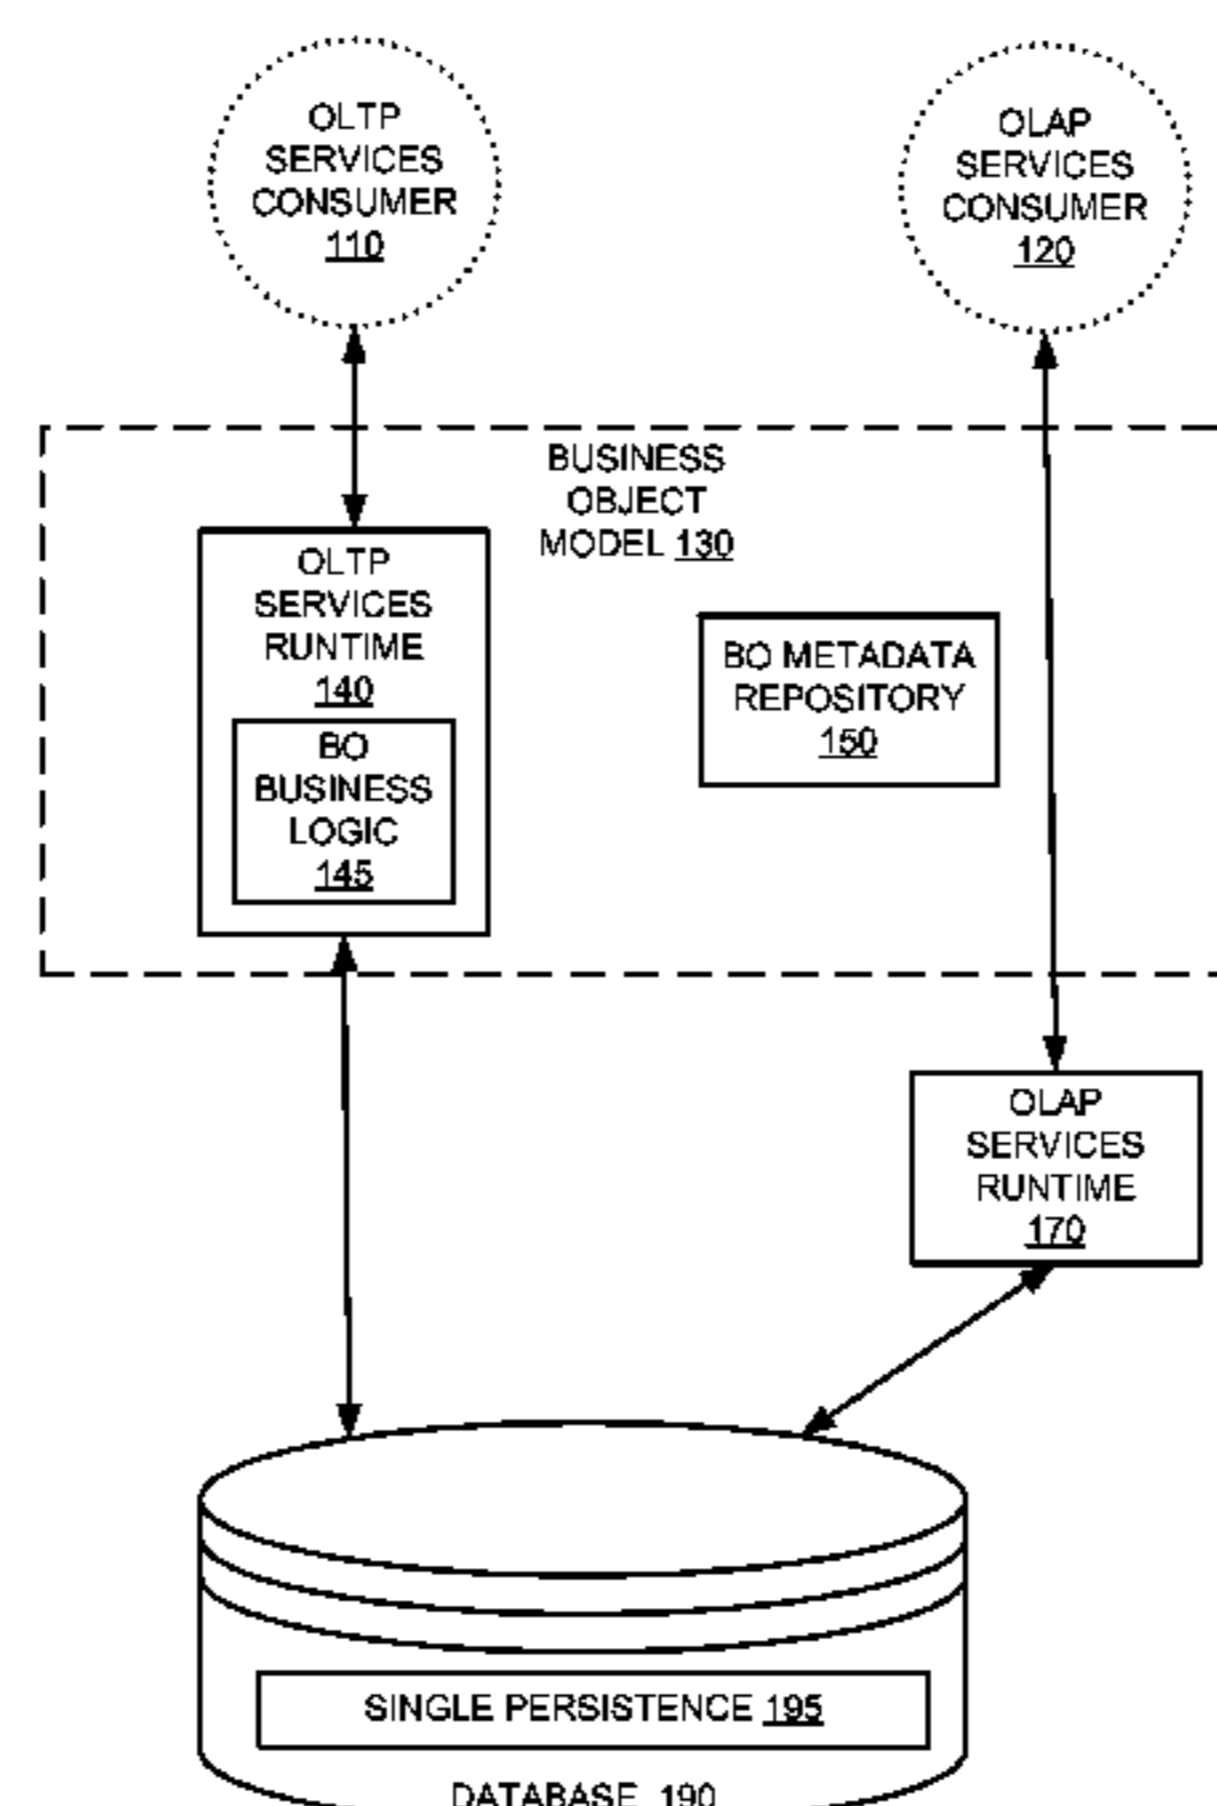 OLTP
SERVICES
CONSUMER
110
OLAP
SERVICES
CONSUMER
120
BUSINESS
OBJECT
MODEL 130
OLTP
SERVICES
RUNTIME
140
BO
BUSINESS
LOGIC
145
BO METADATA
REPOSITORY
150
OLAP
SERVICES
RUNTIME
170
SINGLE PERSISTENCE 195
DATABASE 190